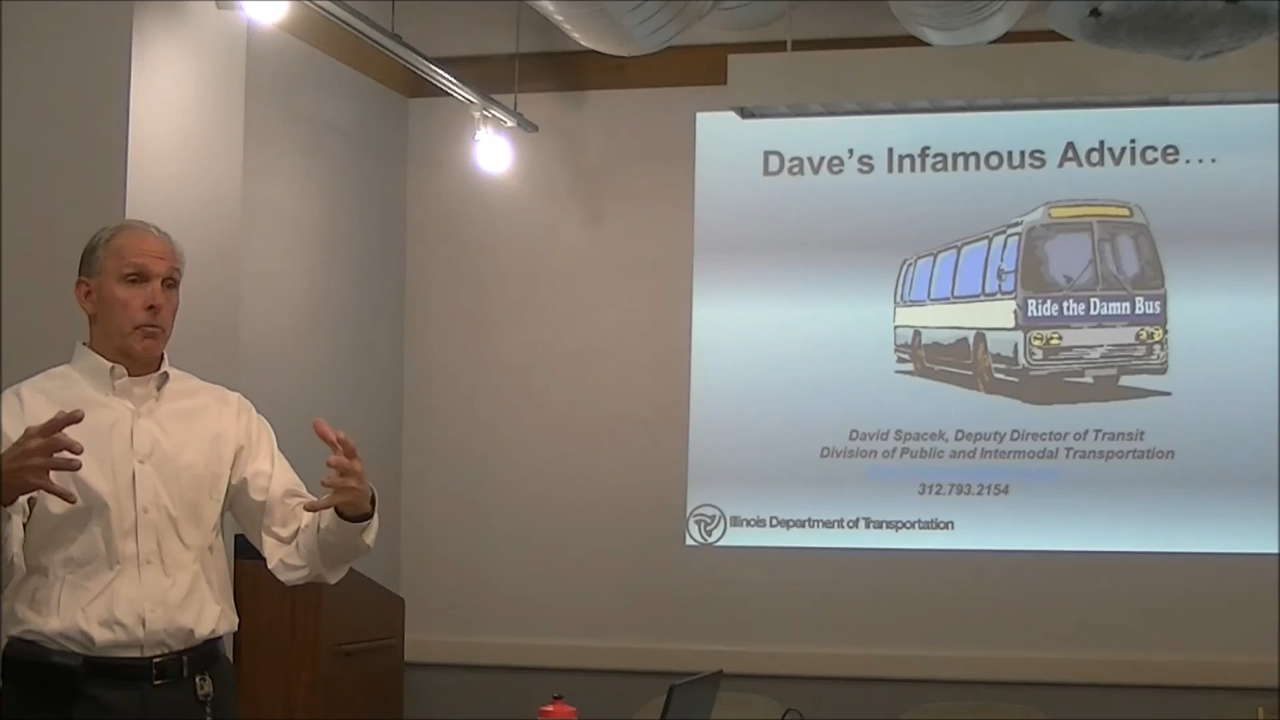 Dave's Infamous Advice...
Ride the Damn Bus
David Spacek, Deputy Director of Transit
Division of Public and Intermodal Transportation
312.793.2154
Illinois Department of Transportation